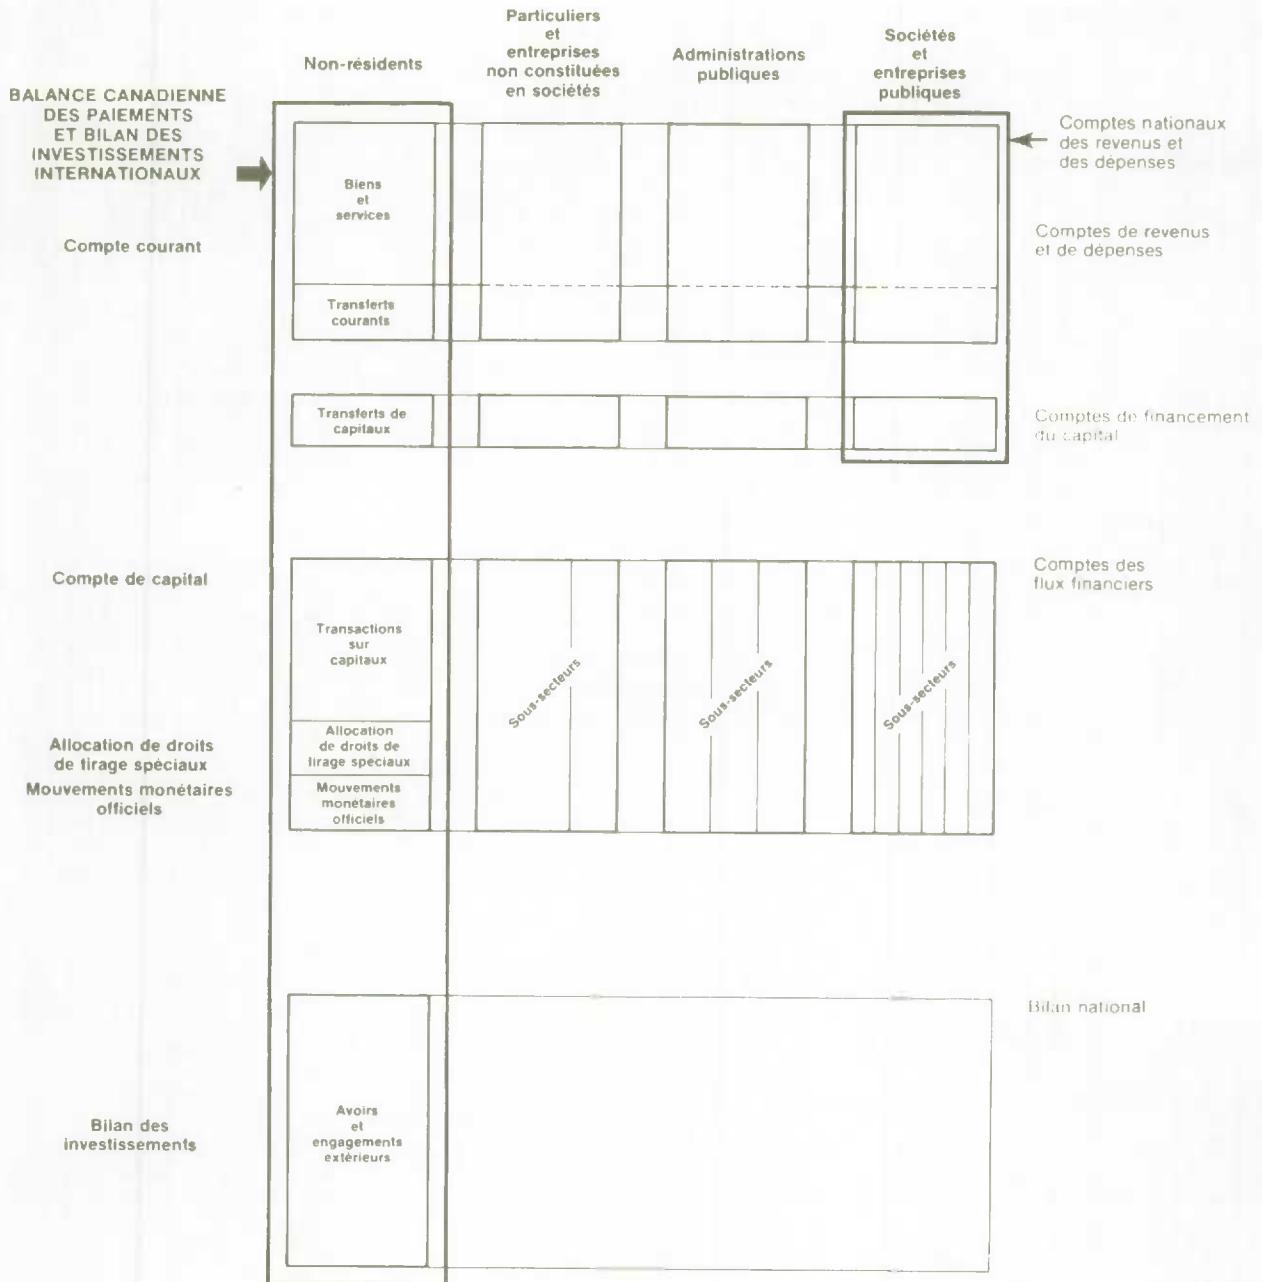 Non-résidents
Particuliers
et
entreprises
non constituées
en sociétés
Administrations
publiques
Sociétés
et
entreprises
publiques
BALANCE CANADIENNE
DES PAIEMENTS
ET BILAN DES
INVESTISSEMENTS
INTERNATIONAUX
Comptes nationaux
des revenus et
des dépenses
Biens
et
services
Compte courant
Comptes de revenus
et de dépenses
Transferts
courants
Transferts de
capitaux
Comptes de financement
du capital
Compte de capital
Comptes des
flux financiers
Transactions
sur
capitaux
Sous-secteurs
Sous-secteurs
Sous-secteurs
Allocation de droits
de tirage spéciaux
Allocation
de droits de
tirage spéciaux
Mouvements monétaires
officiels
Mouvements
monétaires
officiels
Bilan national
Bilan des
investissements
Avoirs
et
engagements
extérieurs